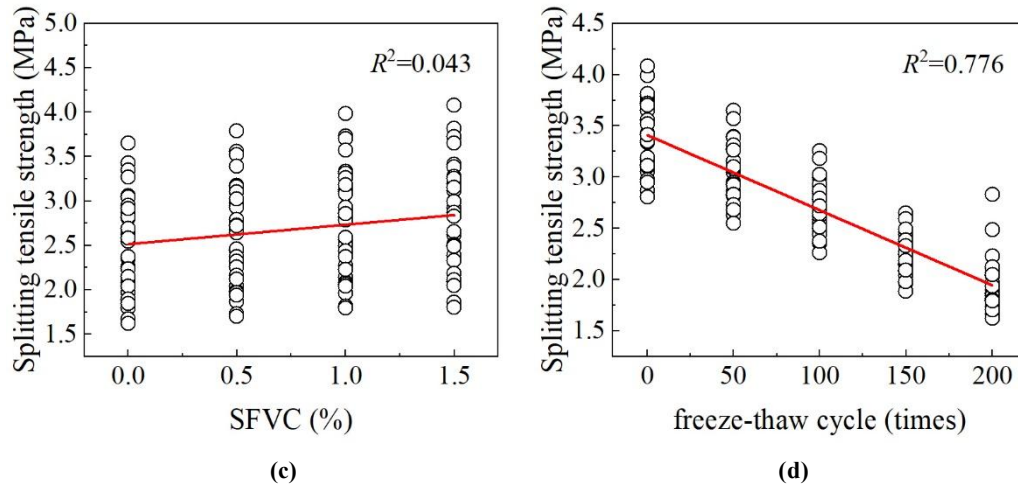 Splitting tensile strength (MPa)
5.0
4.5
4.0
3.5
3.0
2.5
2.0
1.5
R²=0.043
0.0 0.5 1.0 1.5
SFVC (%)
(c)
Splitting tensile strength (MPa)
4.5
4.0
3.5
3.0
2.5
2.0
1.5
R²=0.776
0 50 100 150 200
freeze-thaw cycle (times)
(d)